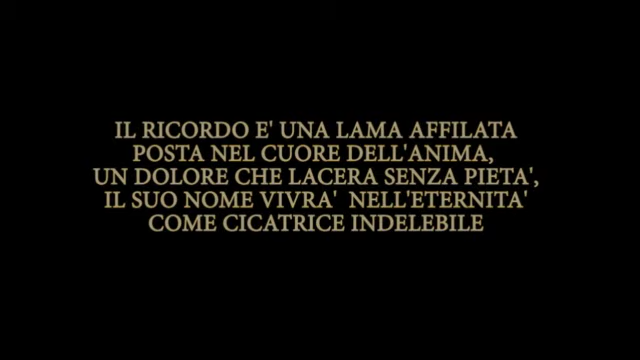 IL RICORDO E' UNA LAMA AFFILATA
POSTA NEL CUORE DELL'ANIMA,
UN DOLORE CHE LACERA SENZA PIETA',
IL SUO NOME VIVRA' NELL'ETERNITA'
COME CICATRICE INDELEBILE